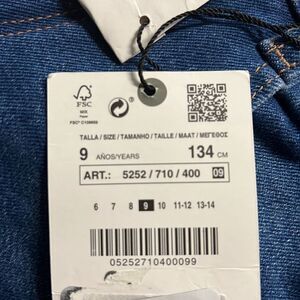 FSC
MIX
Paper
FSC® C109602
TALLA / SIZE / TAMANHO / TAILLE / MAAT / ΜΕΓΕΘΟΣ
9 AÑOS/YEARS 134 CM
ART.: 5252 / 710 / 400 09
6 7 8 9 10 11-12 13-14
05252710400099